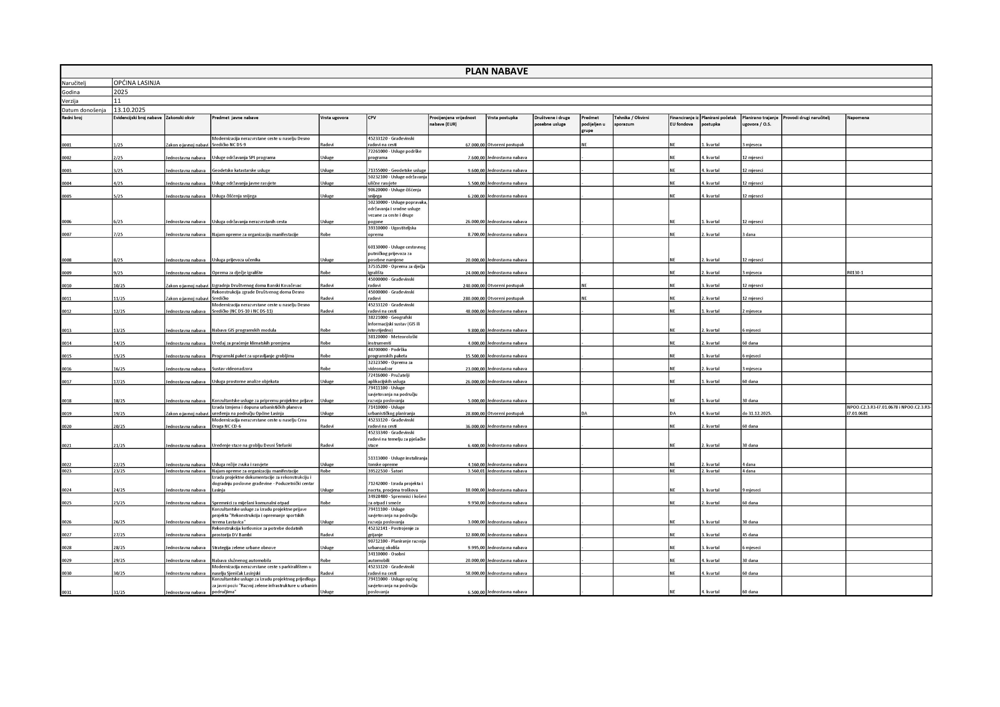 PLAN NABAVE
Naručitelj OPĆINA LASINJA
Godina 2025
Verzija 11
Datum donošenja 13.10.2025
Redni broj Evidencijski broj nabave Zakonski okvir Predmet javne nabave Vrsta ugovora CPV Procijenjena vrijednost Vrsta postupka Društvene i druge Predmet Tehnika / Okvirni Financiranje iz Planirani početak Planirano trajanje Provodi drugi naručitelj Napomena
nabave (EUR) posebne usluge podijeljen u sporazum EU fondova postupka ugovora / O.S.
grupe
Modernizacija nerazvrstane ceste u naselju Desno 45233120 - Građevinski
0001 1/25 Zakon o javnoj nabavi Sredičko NC DS-9 Radovi radovi na cesti 67.000,00 Otvoreni postupak NE NE 1. kvartal 3 mjeseca
72261000 - Usluge podrške
0002 2/25 Jednostavna nabava Usluge održavanja SPI programa Usluge programa 7.600,00 Jednostavna nabava - NE 4. kvartal 12 mjeseci
0003 3/25 Jednostavna nabava Geodetsko katastarske usluge Usluge 71355000 - Geodetske usluge 9.600,00 Jednostavna nabava - NE 4. kvartal 12 mjeseci
50232100 - Usluge održavanja
0004 4/25 Jednostavna nabava Usluge održavanja javne rasvjete Usluge ulične rasvjete 5.500,00 Jednostavna nabava - NE 4. kvartal 12 mjeseci
90620000 - Usluge čišćenja
0005 5/25 Jednostavna nabava Usluga čišćenja snijega Usluge snijega 6.200,00 Jednostavna nabava - NE 4. kvartal 12 mjeseci
50230000 - Usluge popravaka,
održavanja i srodne usluge
vezane za ceste i druge
0006 6/25 Jednostavna nabava Usluga održavanja nerazvrstanih cesta Usluge pogone 26.000,00 Jednostavna nabava - NE 1. kvartal 12 mjeseci
39310000 - Ugostiteljska
0007 7/25 Jednostavna nabava Najam opreme za organizaciju manifestacije Robe oprema 8.700,00 Jednostavna nabava - NE 2. kvartal 3 dana
60130000 - Usluge cestovnog
putničkog prijevoza za
0008 8/25 Jednostavna nabava Usluga prijevoza učenika Usluge posebne namjene 20.000,00 Jednostavna nabava - NE 2. kvartal 12 mjeseci
37535200 - Oprema za dječja
0009 9/25 Jednostavna nabava Oprema za dječje igralište Robe igrališta 24.000,00 Jednostavna nabava - NE 2. kvartal 3 mjeseca R0130-1
45000000 - Građevinski
0010 10/25 Zakon o javnoj nabavi Izgradnja Društvenog doma Banski Kovačevac Radovi radovi 240.000,00 Otvoreni postupak NE NE 3. kvartal 12 mjeseci
Rekonstrukcija zgrade Društvenog doma Desno 45000000 - Građevinski
0011 11/25 Zakon o javnoj nabavi Sredičko Radovi radovi 280.000,00 Otvoreni postupak NE NE 2. kvartal 12 mjeseci
Modernizacija nerazvrstane ceste u naselju Desno 45233120 - Građevinski
0012 12/25 Jednostavna nabava Sredičko (NC DS-10 i NC DS-11) Radovi radovi na cesti 48.000,00 Jednostavna nabava - NE 1. kvartal 2 mjeseca
38221000 - Geografski
informacijski sustav (GIS ili
0013 13/25 Jednostavna nabava Nabava GIS programskih modula Robe istovrijedno) 9.800,00 Jednostavna nabava - NE 2. kvartal 6 mjeseci
38120000 - Meteorološki
0014 14/25 Jednostavna nabava Uređaj za praćenje klimatskih promjena Robe instrumenti 4.000,00 Jednostavna nabava - NE 2. kvartal 60 dana
48700000 - Podrška
0015 15/25 Jednostavna nabava Programski paket za upravljanje grobljima Robe programskih paketa 15.500,00 Jednostavna nabava - NE 1. kvartal 6 mjeseci
32323500 - Oprema za
0016 16/25 Jednostavna nabava Sustav videonadzora Robe videonadzor 23.000,00 Jednostavna nabava - NE 2. kvartal 3 mjeseca
72416000 - Pružatelji
0017 17/25 Jednostavna nabava Usluga prostorne analize objekata Usluge aplikacijskih usluga 26.000,00 Jednostavna nabava - NE 1. kvartal 60 dana
79411100 - Usluge
savjetovanja na području
0018 18/25 Jednostavna nabava Konzultantske usluge za pripremu projektne prijave Usluge razvoja poslovanja 5.000,00 Jednostavna nabava - NE 1. kvartal 30 dana
Izrada Izmjena i dopuna urbanističkih planova 71410000 - Usluge NPOO.C2.3.R3-I7.01.0678 i NPOO.C2.3.R3-
0019 19/25 Zakon o javnoj nabavi uređenja na području Općine Lasinja Usluge urbanističkog planiranja 28.800,00 Otvoreni postupak DA DA 4. kvartal do 31.12.2025. I7.01.0681
Modernizacija nerazvrstane ceste u naselju Crna 45233120 - Građevinski
0020 20/25 Jednostavna nabava Draga NC CD-6 Radovi radovi na cesti 36.000,00 Jednostavna nabava - NE 2. kvartal 60 dana
45233340 - Građevinski
radovi na temelju za pješačke
0021 21/25 Jednostavna nabava Uređenje staze na groblju Desni Štefanki Radovi staze 6.400,00 Jednostavna nabava - NE 2. kvartal 30 dana
51313000 - Usluge instaliranja
0022 22/25 Jednostavna nabava Usluga režije zvuka i rasvjete Usluge tonske opreme 4.160,00 Jednostavna nabava - NE 2. kvartal 4 dana
0023 23/25 Jednostavna nabava Najam opreme za organizaciju manifestacije Robe 39522530 - Šatori 3.560,01 Jednostavna nabava - NE 2. kvartal 4 dana
Izrada projektne dokumentacije za rekonstrukciju i
dogradnju poslovne građevine - Poduzetnički centar 71242000 - Izrada projekta i
0024 24/25 Jednostavna nabava Lasinja Usluge nacrta, procjena troškova 18.000,00 Jednostavna nabava - NE 3. kvartal 9 mjeseci
34928480 - Spremnici i koševi
0025 25/25 Jednostavna nabava Spremnici za miješani komunalni otpad Robe za otpad i smeće 9.950,00 Jednostavna nabava - NE 2. kvartal 60 dana
Konzultantske usluge za izradu projektne prijave 79411100 - Usluge
projekta "Rekonstrukcija i opremanje sportskih savjetovanja na području
0026 26/25 Jednostavna nabava terena Lastavica" Usluge razvoja poslovanja 3.000,00 Jednostavna nabava - NE 3. kvartal 30 dana
Rekonstrukcija kotlovnice za potrebe dodatnih 45232141 - Postrojenje za
0027 27/25 Jednostavna nabava prostorija DV Bambi Radovi grijanje 12.800,00 Jednostavna nabava - NE 3. kvartal 45 dana
90712100 - Planiranje razvoja
0028 28/25 Jednostavna nabava Strategija zelene urbane obnove Usluge urbanog okoliša 9.995,00 Jednostavna nabava - NE 3. kvartal 6 mjeseci
34110000 - Osobni
0029 29/25 Jednostavna nabava Nabava služnenog automobila Robe automobili 20.000,00 Jednostavna nabava - NE 4. kvartal 30 dana
Modernizacija nerazvrstane ceste s parkiralištem u 45233120 - Građevinski
0030 30/25 Jednostavna nabava naselju Sjeničak Lasinjski Radovi radovi na cesti 58.000,00 Jednostavna nabava - NE 4. kvartal 60 dana
Konzultantske usluge za izradu projektnog prijedloga 79411000 - Usluge općeg
za javni poziv "Razvoj zelene infrastrukture u urbanim savjetovanja na području
0031 31/25 Jednostavna nabava područjima" Usluge poslovanja 6.500,00 Jednostavna nabava - NE 4. kvartal 60 dana